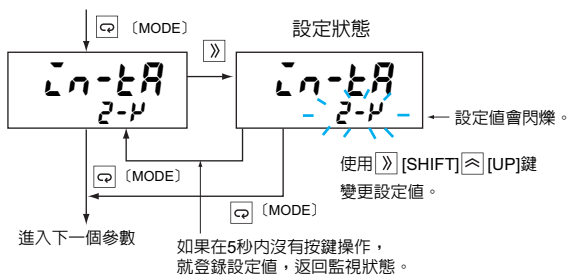 〔MODE〕
設定狀態
in-tA
2-μ
in-tA
2-μ
設定值會閃爍。
使用 [SHIFT] [UP]鍵
變更設定值。
〔MODE〕
〔MODE〕
進入下一個參數
如果在5秒内沒有按鍵操作，
就登錄設定值，返回監視狀態。